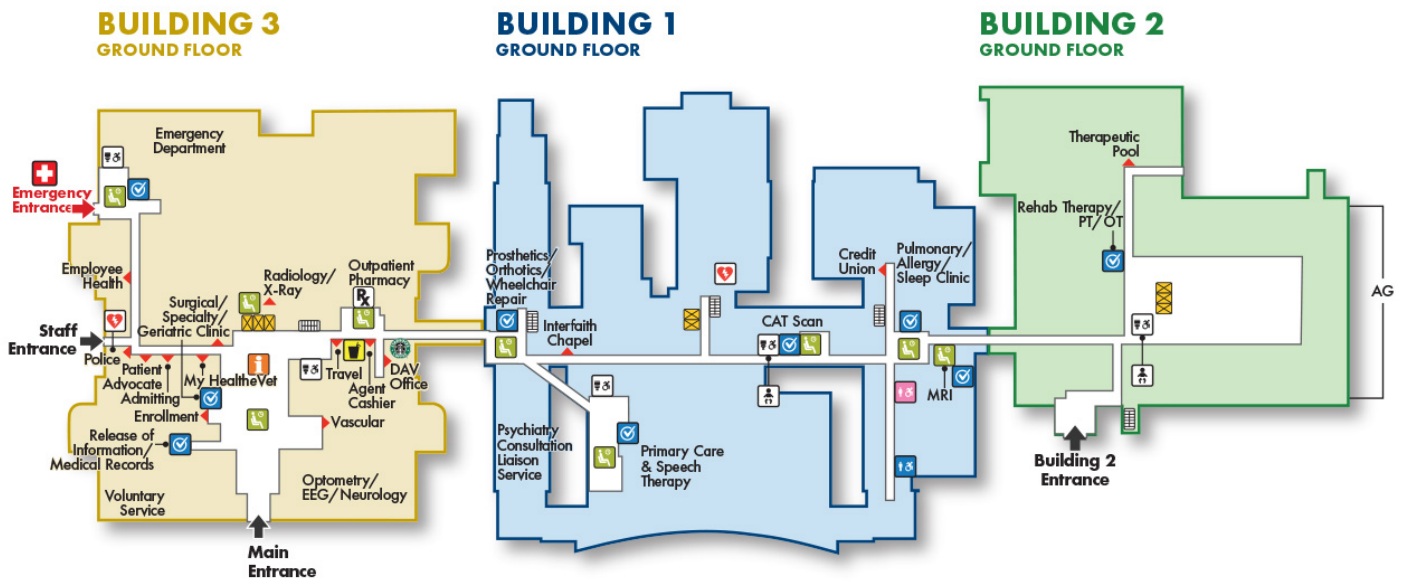 BUILDING 3
GROUND FLOOR
BUILDING 1
GROUND FLOOR
BUILDING 2
GROUND FLOOR
Emergency
Department
Emergency
Entrance
Employee
Health
Staff
Entrance
Police
Surgical/
Specialty/
Geriatric Clinic
Radiology/
X-Ray
Outpatient
Pharmacy
Rx
Patient
Advocate
Admitting
My HealtheVet
i
Travel
Agent
Cashier
DAV
Office
Enrollment
Vascular
Release of
Information/
Medical Records
Voluntary
Service
Optometry/
EEG/Neurology
Main
Entrance
Prosthetics/
Orthotics/
Wheelchair
Repair
Interfaith
Chapel
CAT Scan
Credit
Union
Pulmonary/
Allergy/
Sleep Clinic
MRI
Psychiatry
Consultation
Liaison
Service
Primary Care
& Speech
Therapy
Therapeutic
Pool
Rehab Therapy/
PT/OT
AG
Building 2
Entrance